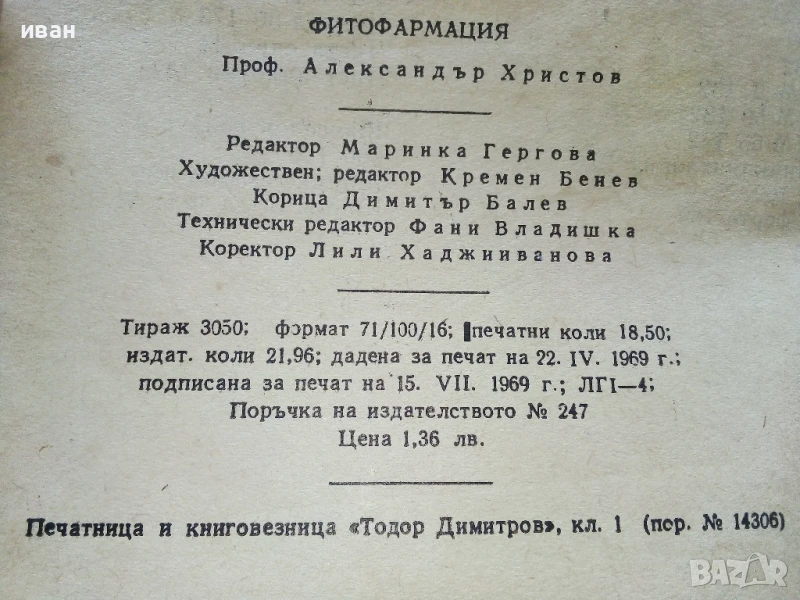 иван
ФИТОФАРМАЦИЯ
Проф. Александър Христов
Редактор Маринка Гергова
Художествен; редактор Кремен Бенев
Корица Димитър Балев
Технически редактор Фани Владишка
Коректор Лили Хаджииванова
Тираж 3050; формат 71/100/16; печатни коли 18,50;
издат. коли 21,96; дадена за печат на 22. IV. 1969 г.;
подписана за печат на 15. VII. 1969 г.; ЛГI—4;
Поръчка на издателството № 247
Цена 1,36 лв.
Печатница и книговезница «Тодор Димитров», кл. 1 (пор. № 14306)
BAZAR